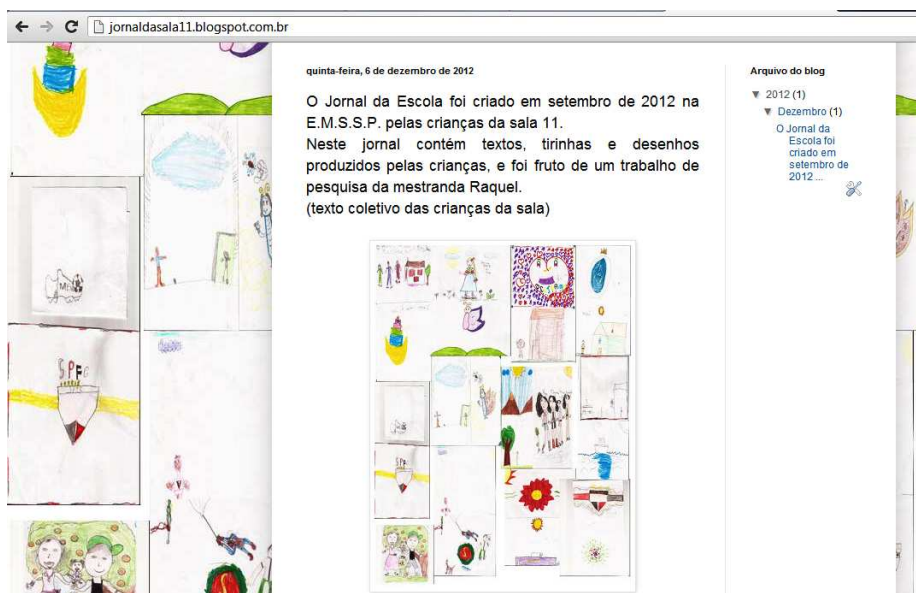 jornaldasala11.blogspot.com.br
quinta-feira, 6 de dezembro de 2012
O Jornal da Escola foi criado em setembro de 2012 na
E.M.S.S.P. pelas crianças da sala 11.
Neste jornal contém textos, tirinhas e desenhos
produzidos pelas crianças, e foi fruto de um trabalho de
pesquisa da mestranda Raquel.
(texto coletivo das crianças da sala)
Arquivo do blog
▼ 2012 (1)
▼ Dezembro (1)
O Jornal da
Escola foi
criado em
setembro de
2012 ...
SPFC